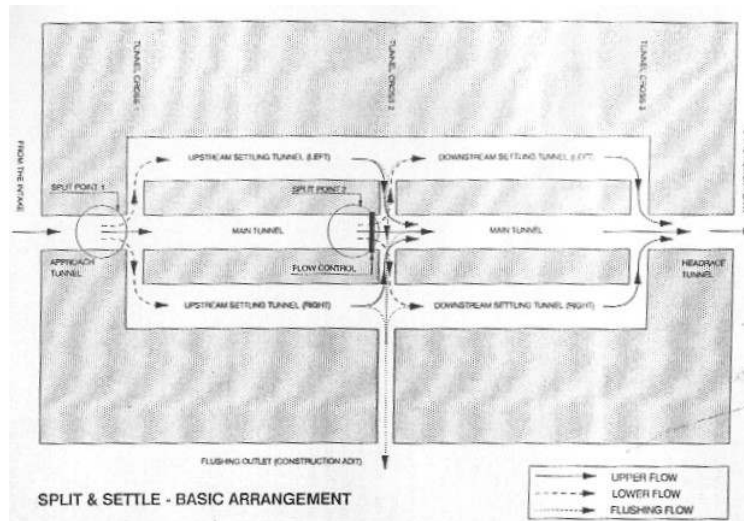 TUNNEL CROSS 1
TUNNEL CROSS 2
TUNNEL CROSS 3
FROM THE INTAKE
UPSTREAM SETTLING TUNNEL (LEFT)
DOWNSTREAM SETTLING TUNNEL (LEFT)
SPLIT POINT 1
SPLIT POINT 2
MAIN TUNNEL
MAIN TUNNEL
APPROACH
TUNNEL
FLOW CONTROL
HEADRACE
TUNNEL
UPSTREAM SETTLING TUNNEL (RIGHT)
DOWNSTREAM SETTLING TUNNEL (RIGHT)
FLUSHING OUTLET (CONSTRUCTION ADIT)
SPLIT & SETTLE - BASIC ARRANGEMENT
UPPER FLOW
LOWER FLOW
FLUSHING FLOW